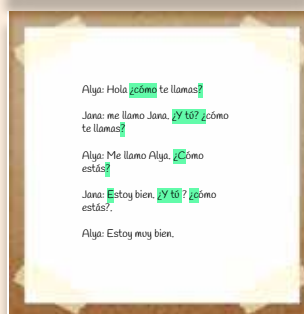 Alya: Hola ¿cómo te llamas?
Jana: me llamo Jana, ¿Y tú? ¿cómo
te llamas?
Alya: Me llamo Alya, ¿Cómo
estás?
Jana: Estoy bien, ¿Y tú ? ¿cómo
estás?,
Alya: Estoy muy bien.